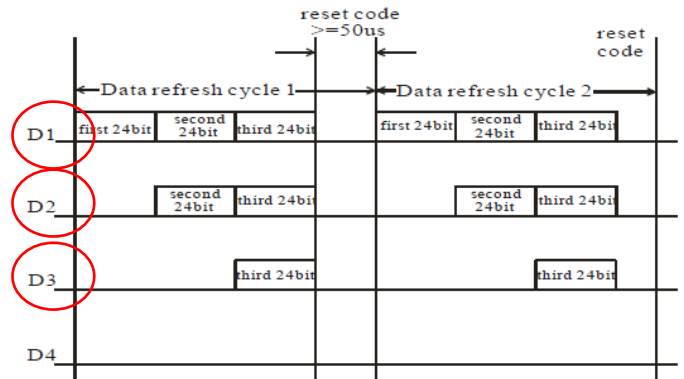 reset code
>=50us
reset
code
Data refresh cycle 1
Data refresh cycle 2
D1
first 24bit
second
24bit
third 24bit
first 24bit
second
24bit
third 24bit
D2
second
24bit
third 24bit
second
24bit
third 24bit
D3
third 24bit
third 24bit
D4